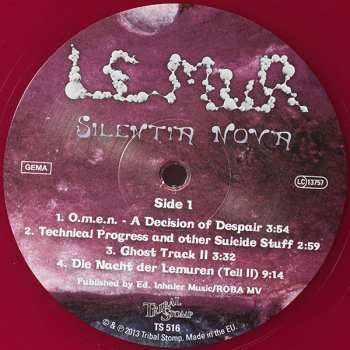 LE MUR
SILENTIA NOVA
GEMA
LC 13757
Side 1
1. O.m.e.n. - A Decision of Despair 3:54
2. Technical Progress and other Suicide Stuff 2:59
3. Ghost Track II 3:32
4. Die Nacht der Lemuren (Teil II) 9:14
Published by Ed. Inhaler Music/ROBA MV
TRIBAL
STOMP
TS 516
© & ℗ 2013 Tribal Stomp. Made in the EU.